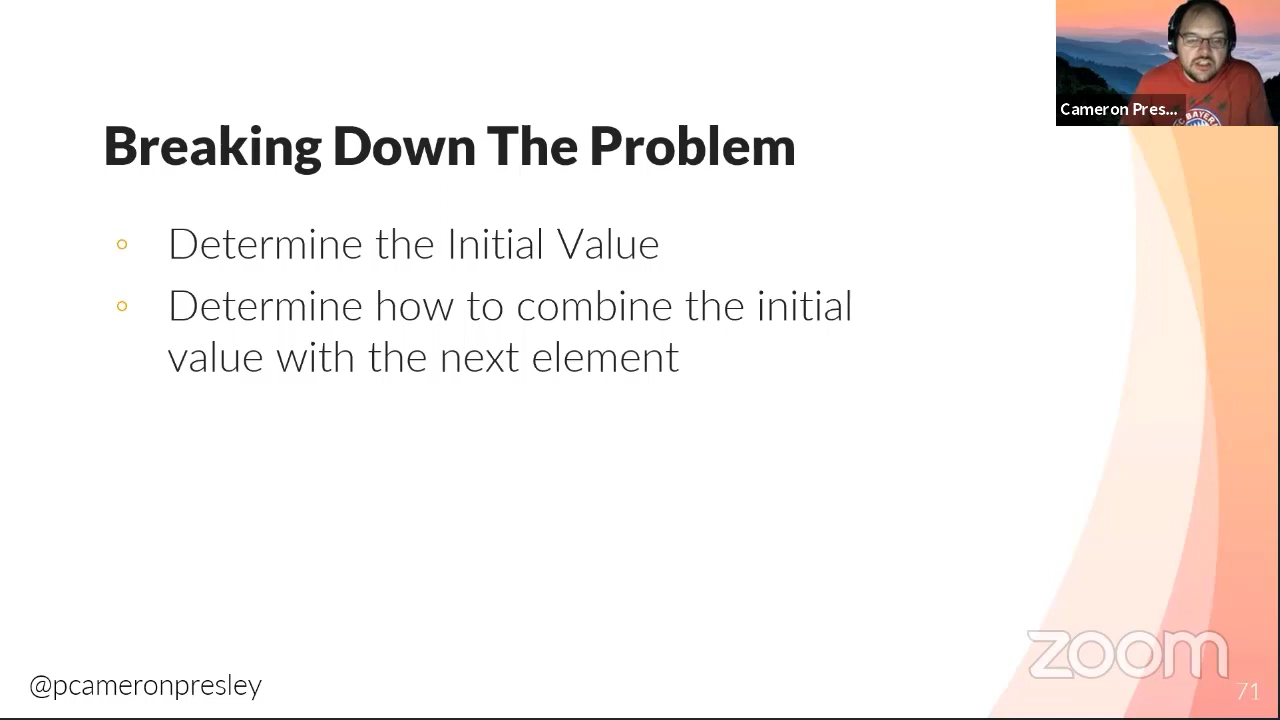 Cameron Pres...
BAYER
Breaking Down The Problem
Determine the Initial Value
Determine how to combine the initial
value with the next element
zoom
@pcameronpresley
71